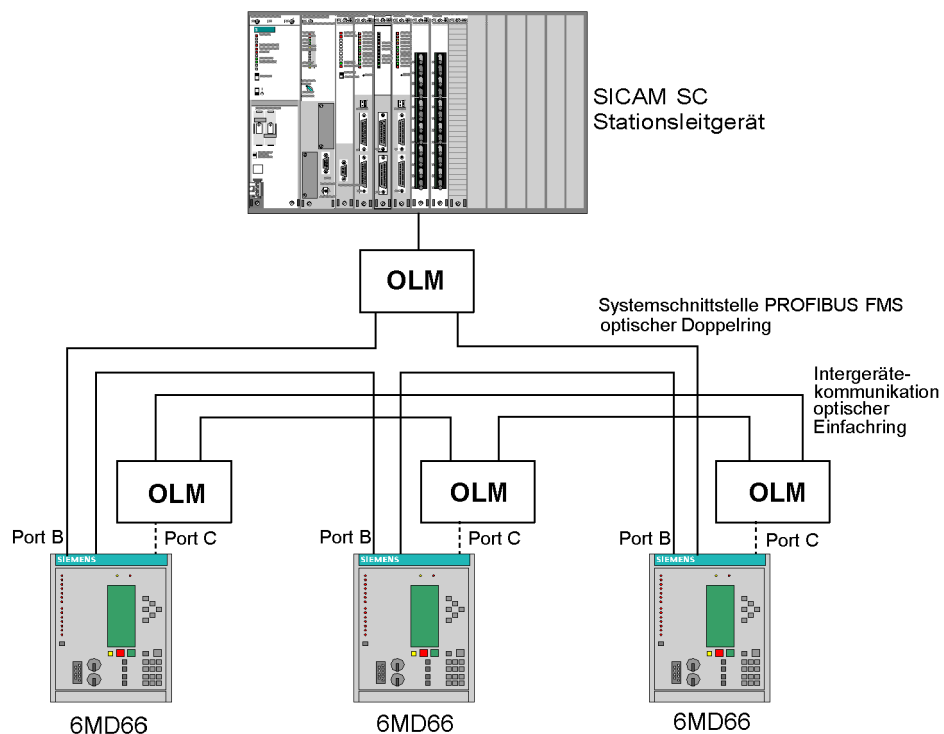 SICAM SC
Stationsleitgerät
OLM
Systemschnittstelle PROFIBUS FMS
optischer Doppelring
Intergeräte-
kommunikation
optischer
Einfachring
OLM
OLM
OLM
Port B
Port C
Port B
Port C
Port B
Port C
SIEMENS
SIEMENS
SIEMENS
6MD66
6MD66
6MD66